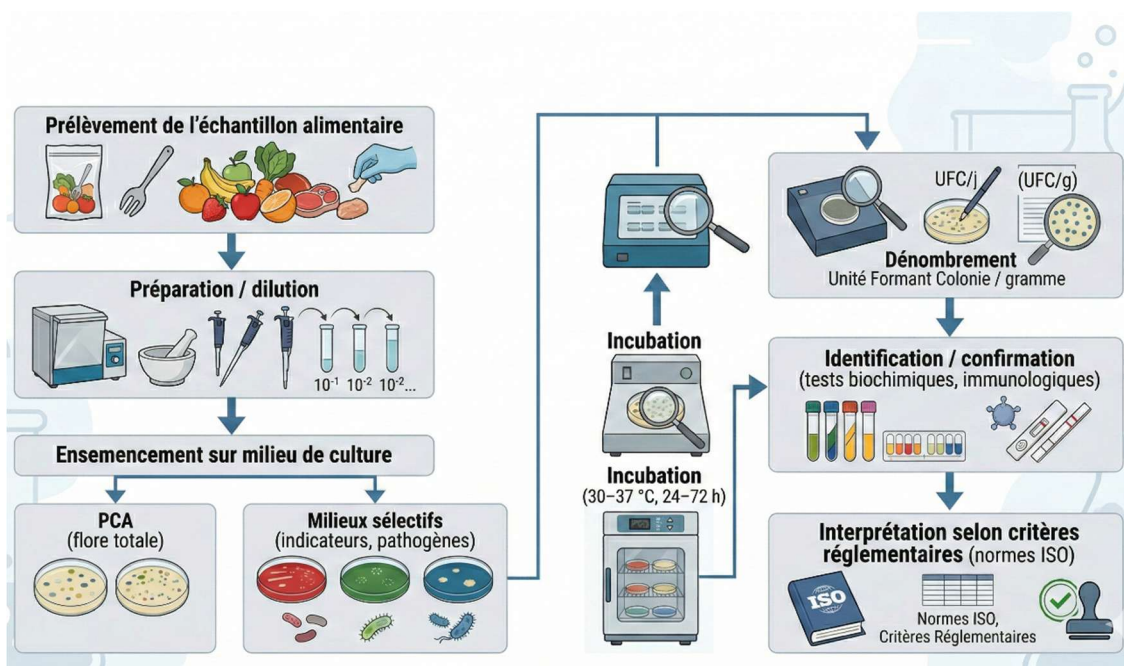 Prélèvement de l'échantillon alimentaire
Préparation / dilution
10⁻¹ 10⁻² 10⁻²...
Ensemencement sur milieu de culture
PCA
(flore totale)
Milieux sélectifs
(indicateurs, pathogènes)
Incubation
Incubation
(30–37 °C, 24–72 h)
UFC/j
(UFC/g)
Dénombrement
Unité Formant Colonie / gramme
Identification / confirmation
(tests biochimiques, immunologiques)
Interprétation selon critères
réglementaires (normes ISO)
ISO
Normes ISO,
Critères Réglementaires